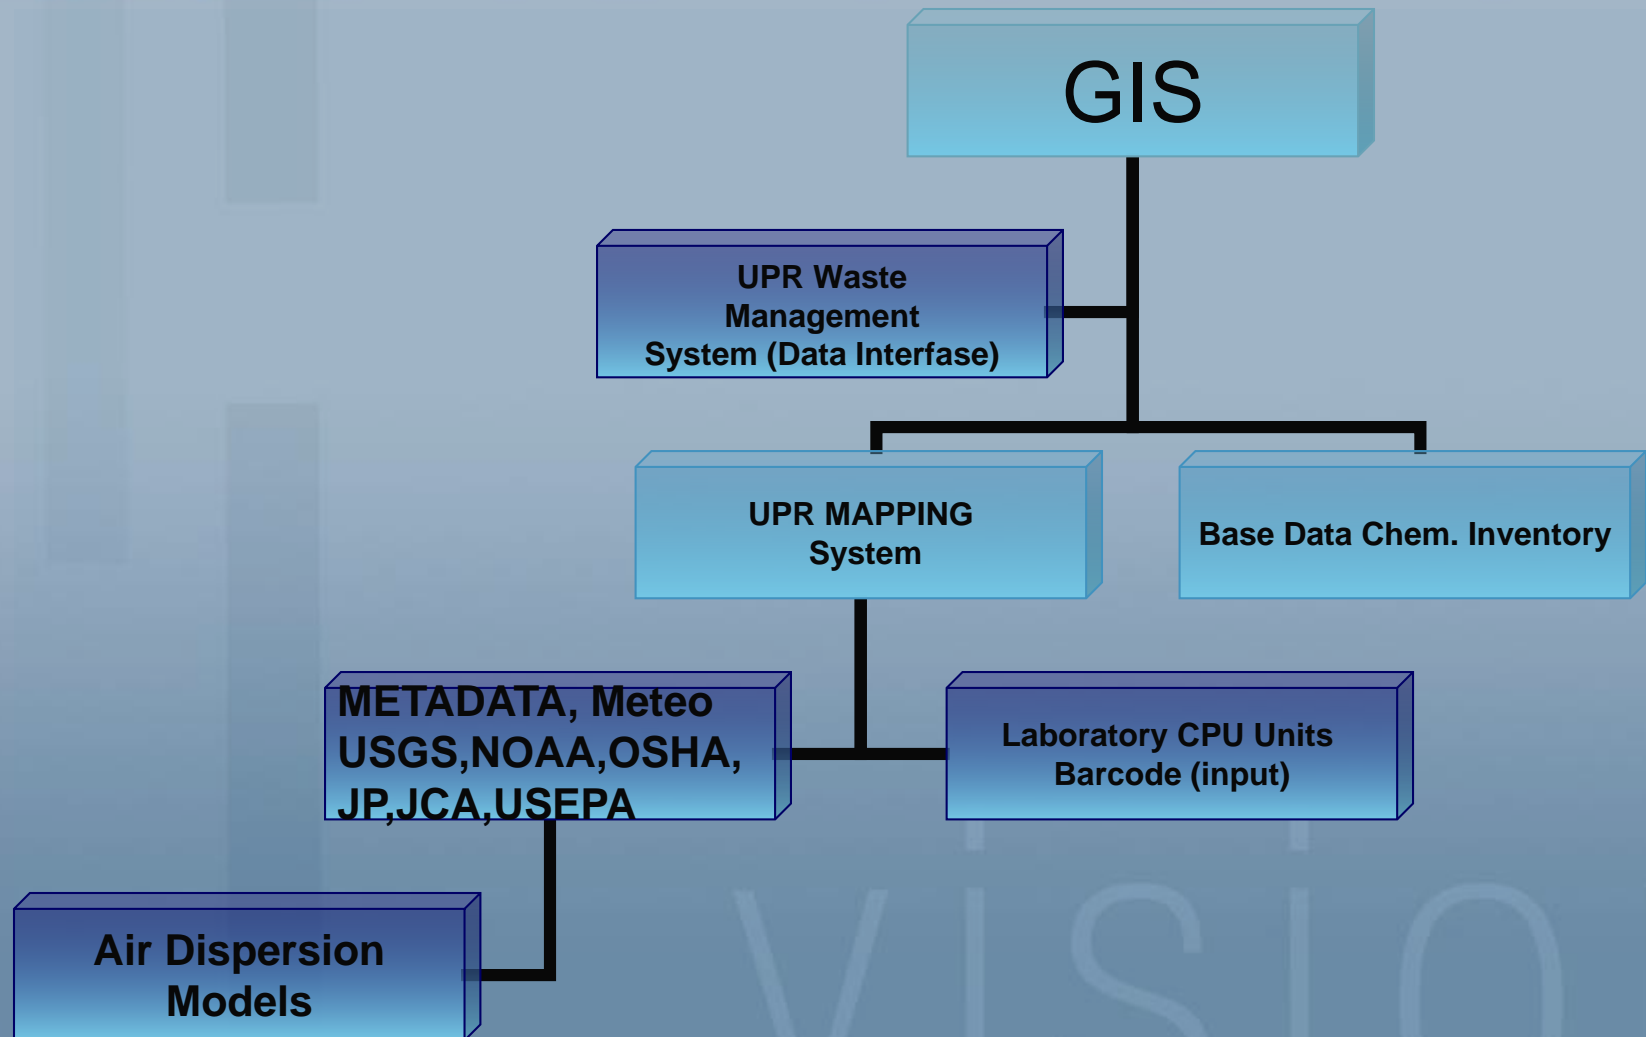 GIS
UPR Waste
Management
System (Data Interfase)
UPR MAPPING
System
Base Data Chem. Inventory
METADATA, Meteo
USGS,NOAA,OSHA,
JP,JCA,USEPA
Laboratory CPU Units
Barcode (input)
Air Dispersion
Models
visio